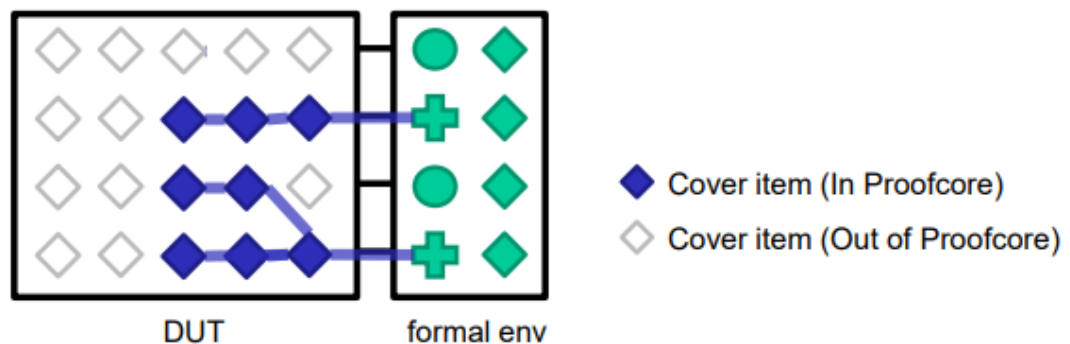 Cover item (In Proofcore)
Cover item (Out of Proofcore)
DUT
formal env